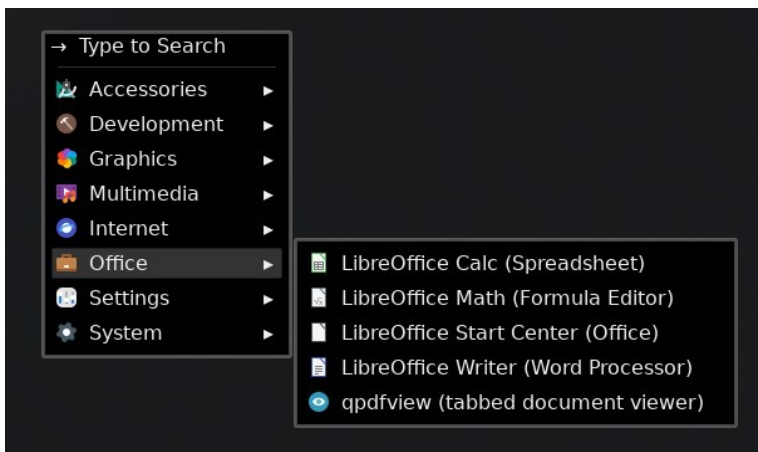 → Type to Search
Accessories
Development
Graphics
Multimedia
Internet
Office
Settings
System
LibreOffice Calc (Spreadsheet)
LibreOffice Math (Formula Editor)
LibreOffice Start Center (Office)
LibreOffice Writer (Word Processor)
qpdfview (tabbed document viewer)